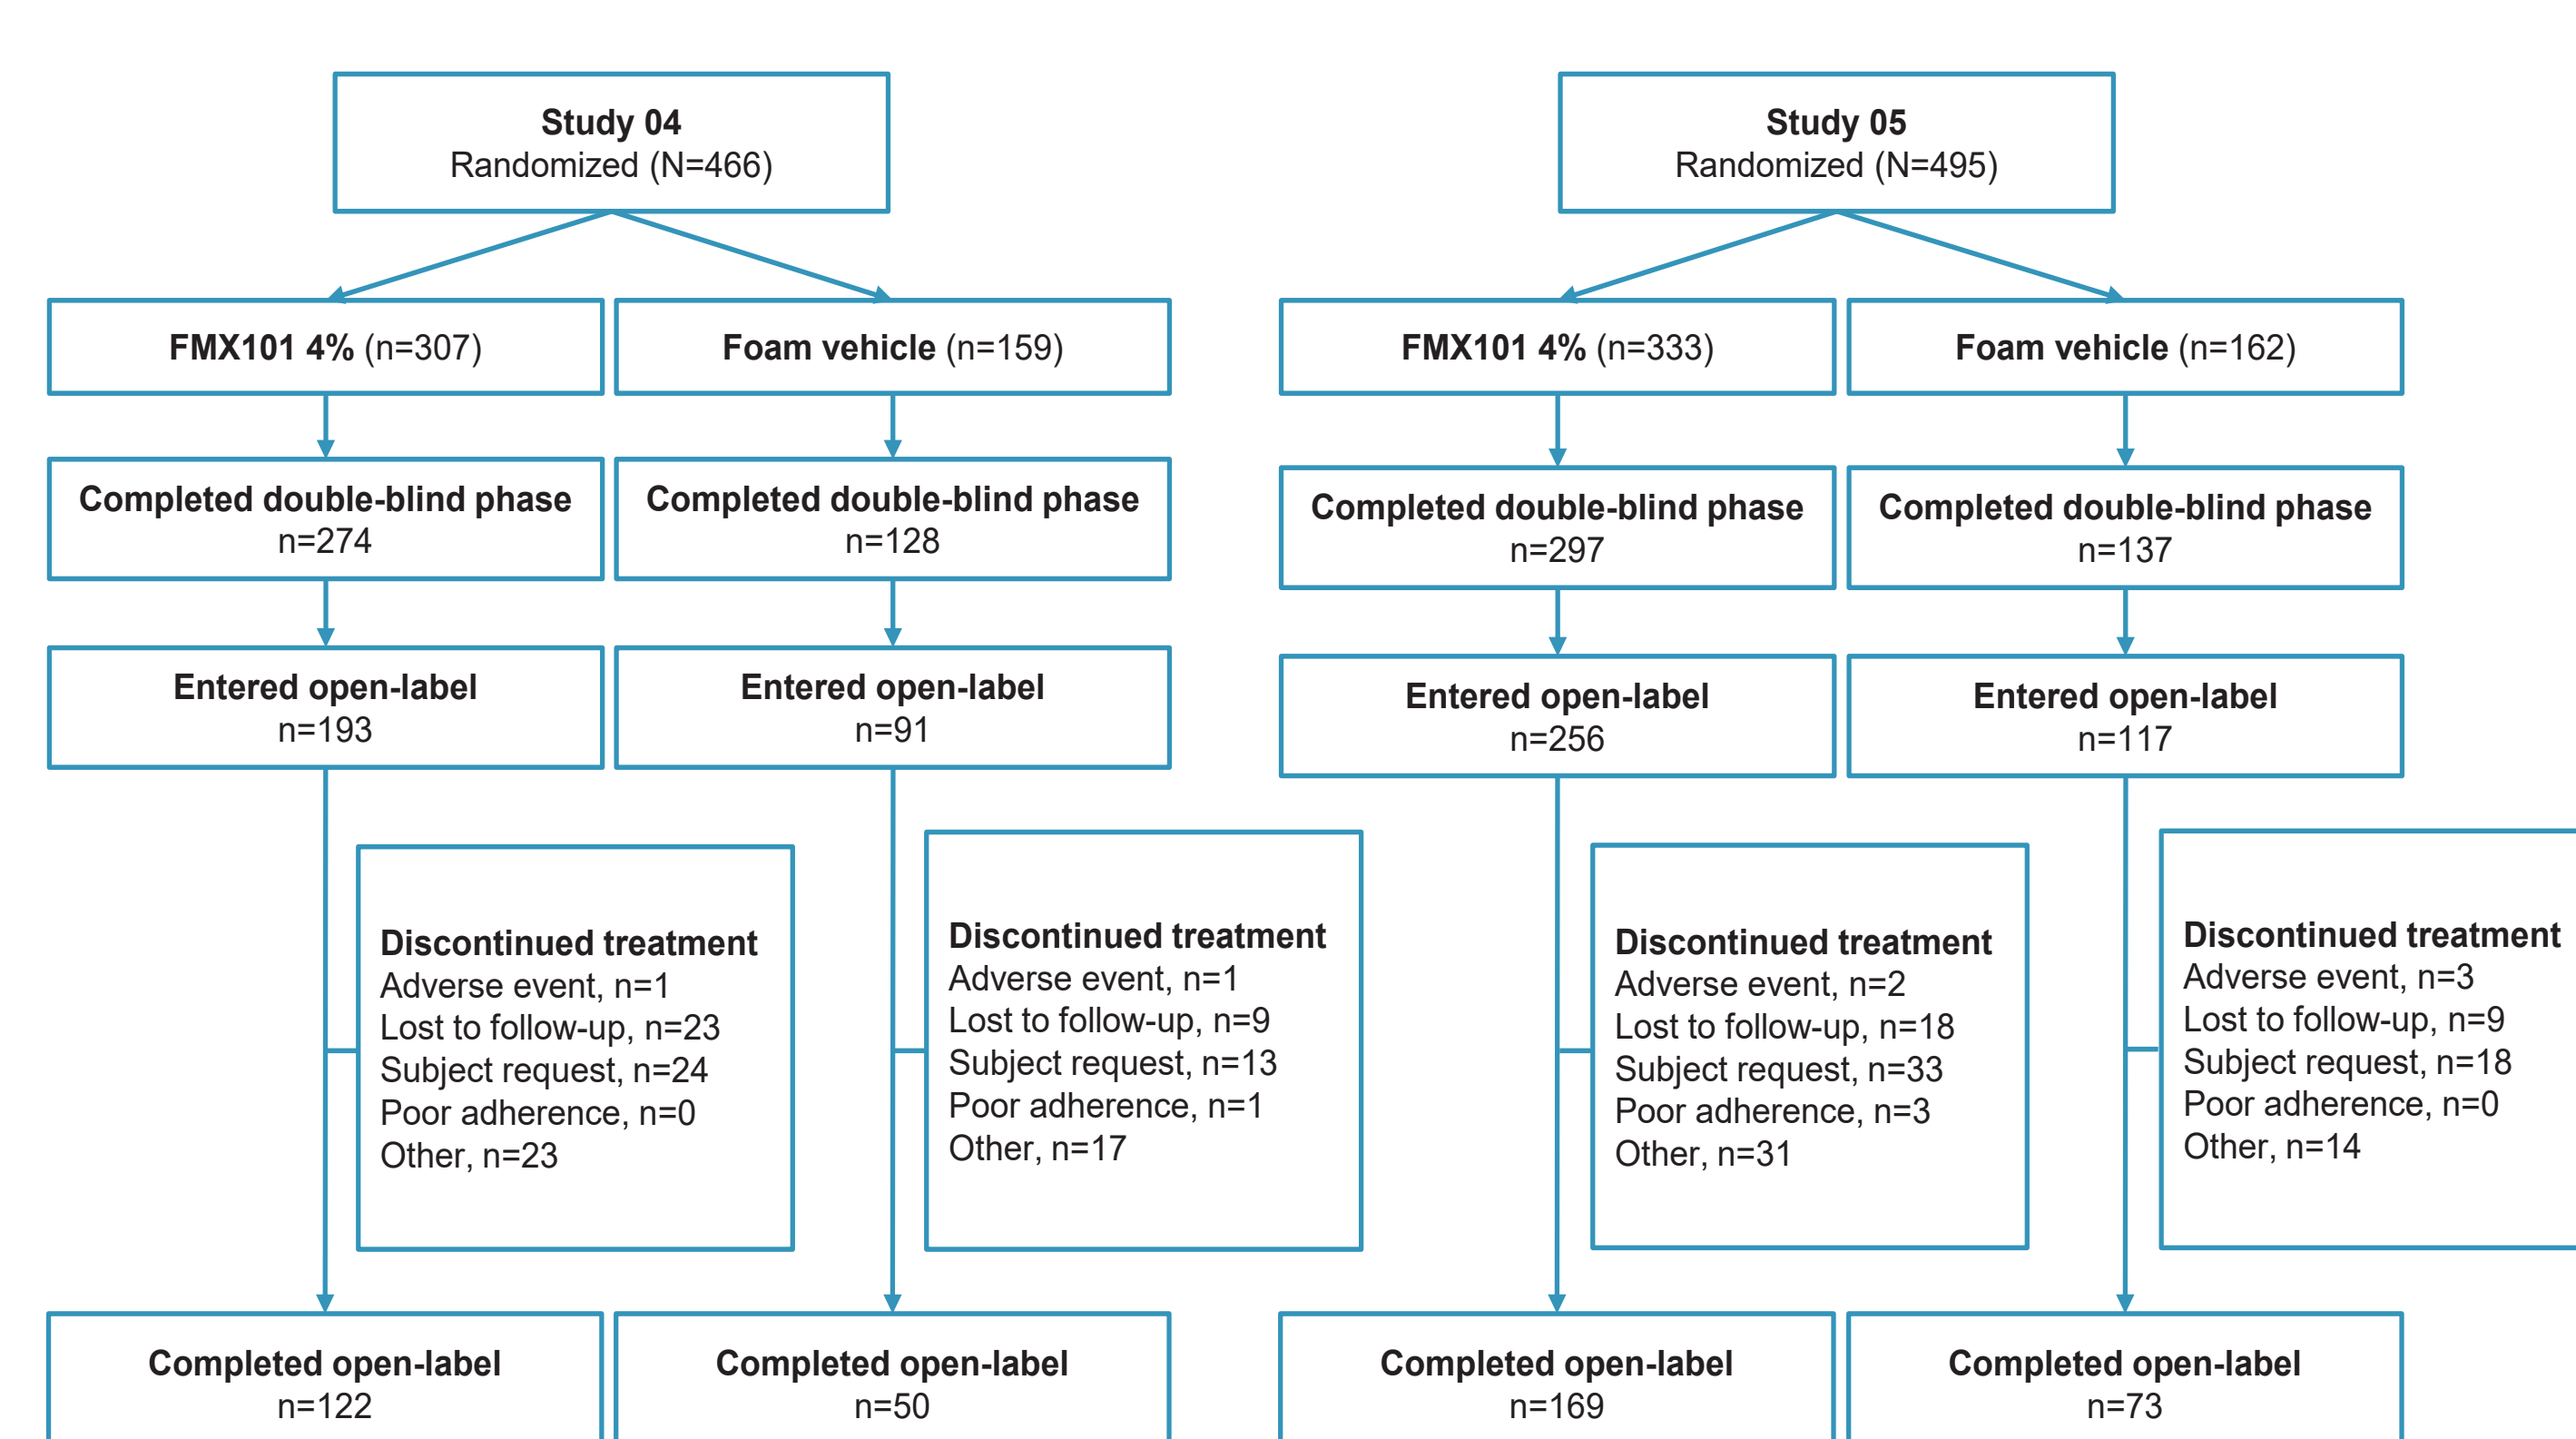 Study 04
Randomized (N=466)
FMX101 4% (n=307)
Foam vehicle (n=159)
Completed double-blind phase
n=274
Completed double-blind phase
n=128
Entered open-label
n=193
Entered open-label
n=91
Discontinued treatment
Adverse event, n=1
Lost to follow-up, n=23
Subject request, n=24
Poor adherence, n=0
Other, n=23
Discontinued treatment
Adverse event, n=1
Lost to follow-up, n=9
Subject request, n=13
Poor adherence, n=1
Other, n=17
Completed open-label
n=122
Completed open-label
n=50
Study 05
Randomized (N=495)
FMX101 4% (n=333)
Foam vehicle (n=162)
Completed double-blind phase
n=297
Completed double-blind phase
n=137
Entered open-label
n=256
Entered open-label
n=117
Discontinued treatment
Adverse event, n=2
Lost to follow-up, n=18
Subject request, n=33
Poor adherence, n=3
Other, n=31
Discontinued treatment
Adverse event, n=3
Lost to follow-up, n=9
Subject request, n=18
Poor adherence, n=0
Other, n=14
Completed open-label
n=169
Completed open-label
n=73